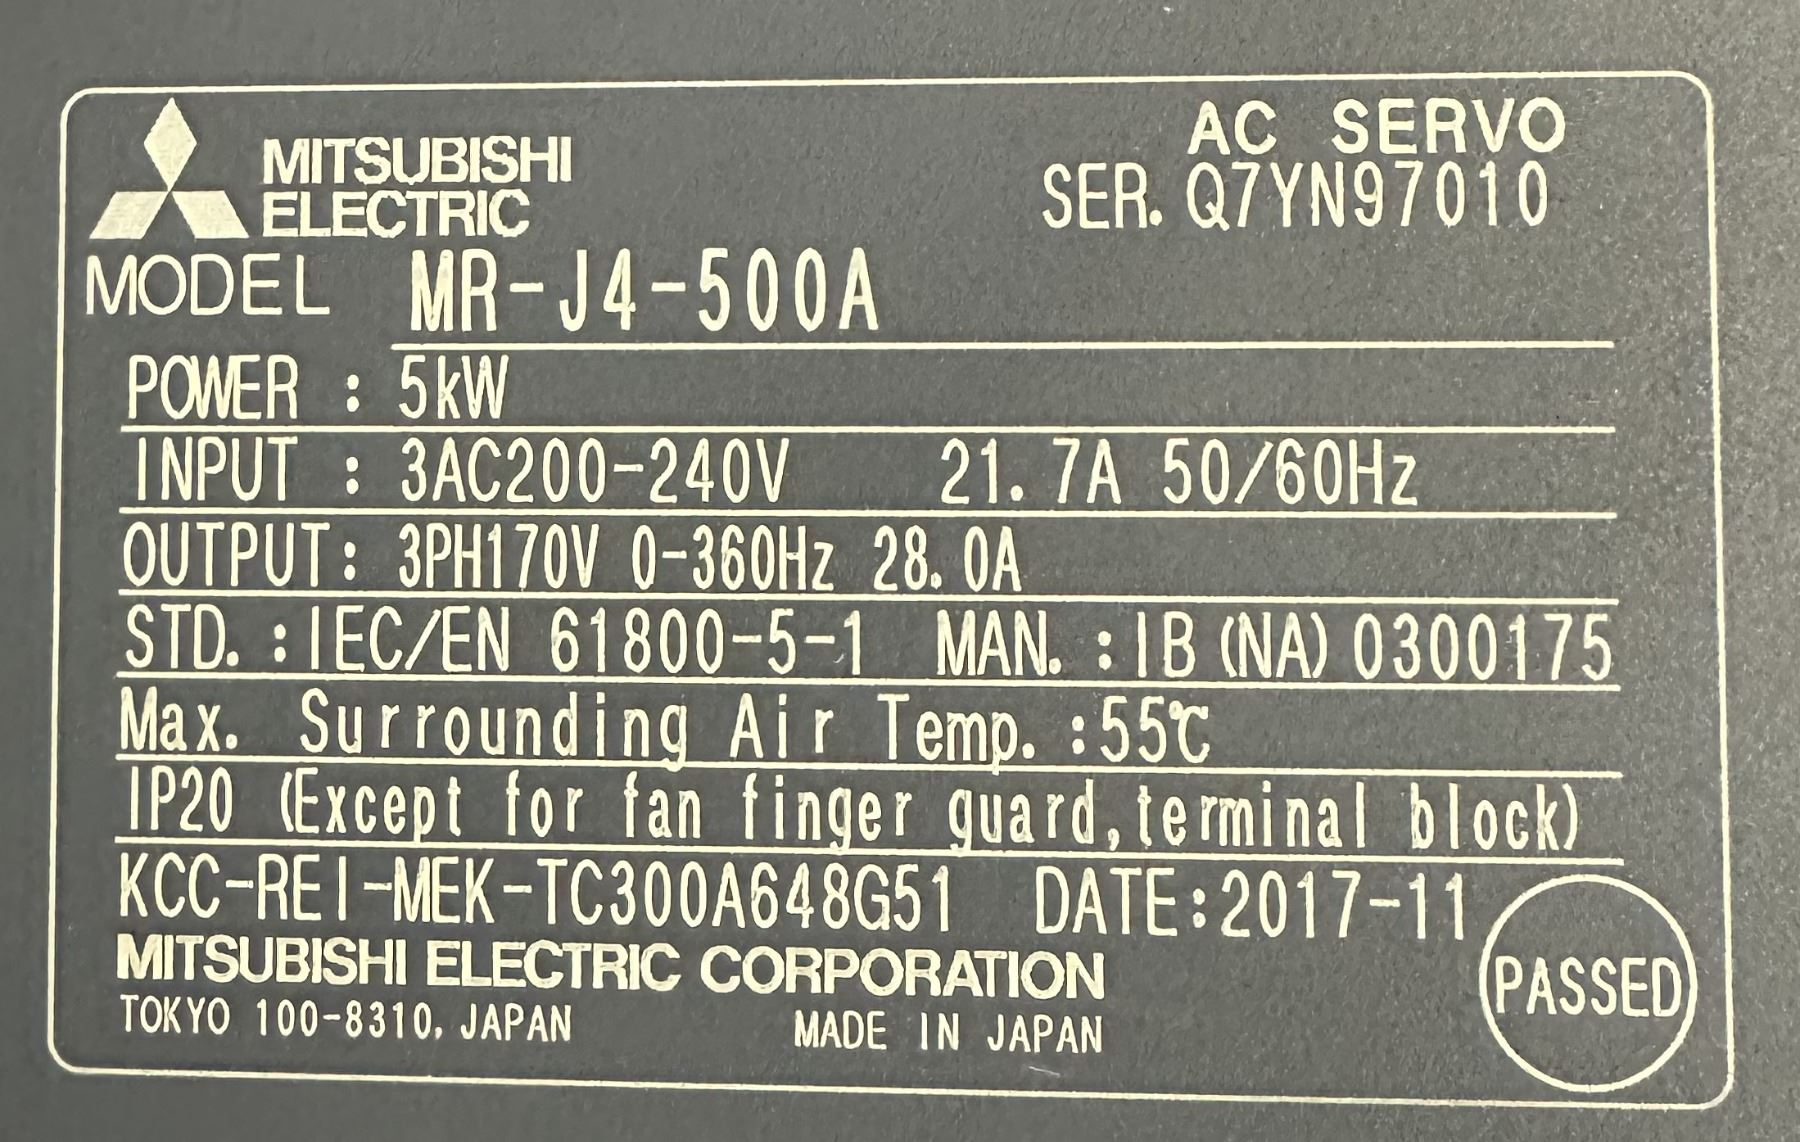 MITSUBISHI
ELECTRIC
AC SERVO
SER. Q7YN97010
MODEL MR-J4-500A
POWER : 5kW
INPUT : 3AC200-240V 21.7A 50/60Hz
OUTPUT: 3PH170V 0-360Hz 28.0A
STD. :IEC/EN 61800-5-1 MAN. :IB(NA)0300175
Max. Surrounding Air Temp. :55℃
IP20 (Except for fan finger guard,terminal block)
KCC-REI-MEK-TC300A648G51 DATE:2017-11
MITSUBISHI ELECTRIC CORPORATION
TOKYO 100-8310, JAPAN MADE IN JAPAN
PASSED